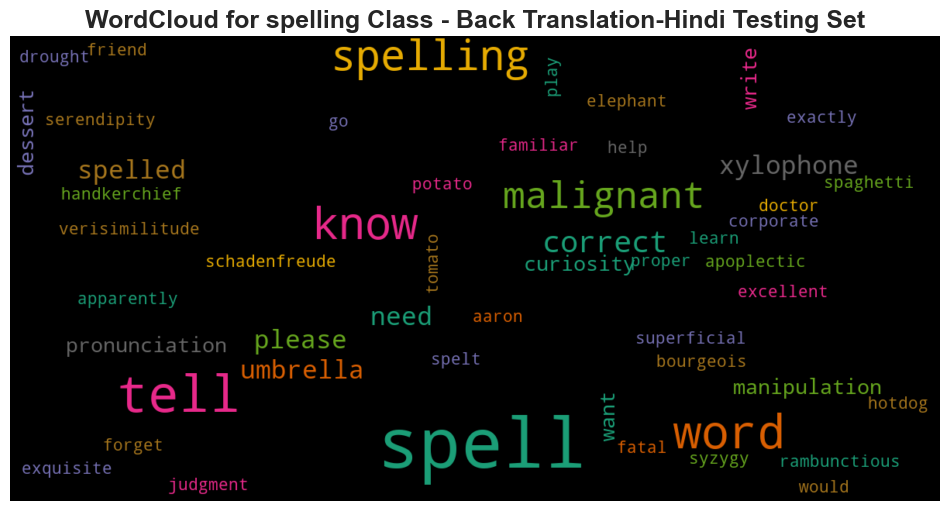 WordCloud for spelling Class - Back Translation-Hindi Testing Set
drought
friend
spelling
play
write
elephant
dessert
serendipity
go
exactly
familiar
help
spelled
xylophone
potato
spaghetti
handkerchief
malignant
doctor
know
corporate
verisimilitude
correct
learn
schadenfreude
tomato
curiosity
proper
apoplectic
apparently
excellent
need
aaron
pronunciation
please
superficial
spelt
bourgeois
umbrella
manipulation
tell
hotdog
want
spell
word
forget
fatal
exquisite
syzygy
rambunctious
judgment
would